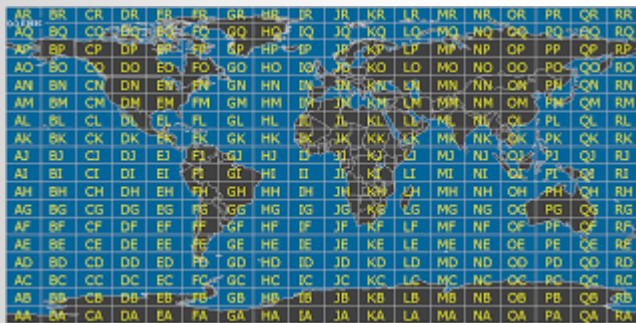 AR BR CR DR ER FR GR HR IR JR KR LR MR NR OR PR QR RR
AQ BQ CQ DQ EQ FQ GQ HQ IQ JQ KQ LQ MQ NQ OQ PQ QQ RQ
AP BP CP DP EP FP GP HP IP JP KP LP MP NP OP PP QP RP
AO BO CO DO EO FO GO HO IO JO KO LO MO NO OO PO QO RO
AN BN CN DN EN FN GN HN IN JN KN LN MN NN ON PN QN RN
AM BM CM DM EM FM GM HM IM JM KM LM MM NM OM PM QM RM
AL BL CL DL EL FL GL HL IL JL KL LL ML NL OL PL QL RL
AK BK CK DK EK FK GK HK IK JK KK LK MK NK OK PK QK RK
AJ BJ CJ DJ EJ FJ GJ HJ IJ JJ KJ LJ MJ NJ OJ PJ QJ RJ
AI BI CI DI EI FI GI HI II JI KI LI MI NI OI PI QI RI
AH BH CH DH EH FH GH HH IH JH KH LH MH NH OH PH QH RH
AG BG CG DG EG FG GG HG IG JG KG LG MG NG OG PG QG RG
AF BF CF DF EF FF GF HF IF JF KF LF MF NF OF PF QF RF
AE BE CE DE EE FE GE HE IE JE KE LE ME NE OE PE QE RE
AD BD CD DD ED FD GD HD ID JD KD LD MD ND OD PD QD RD
AC BC CC DC EC FC GC HC IC JC KC LC MC NC OC PC QC RC
AB BB CB DB EB FB GB HB IB JB KB LB MB NB OB PB QB RB
AA BA CA DA EA FA GA HA IA JA KA LA MA NA OA PA QA RA